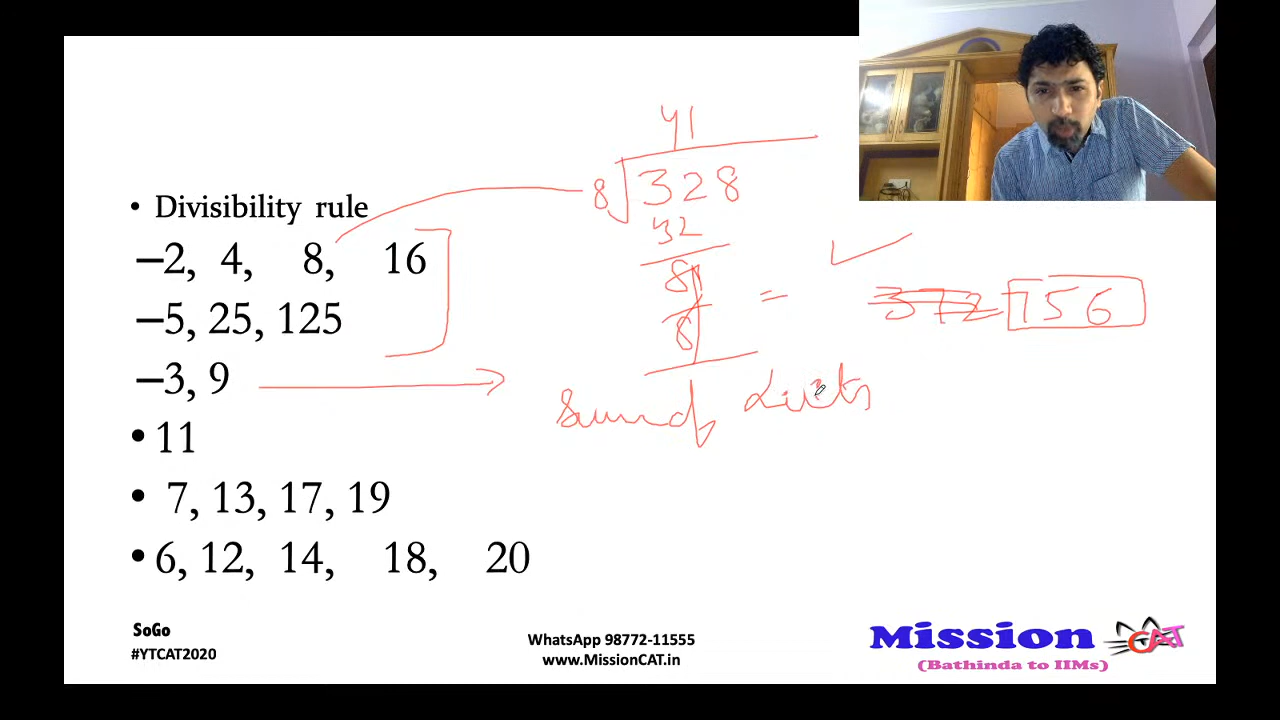 • Divisibility rule
–2, 4, 8, 16
–5, 25, 125
–3, 9
• 11
• 7, 13, 17, 19
• 6, 12, 14, 18, 20
41
8 328
32
8
8
=
372 756
Sum of
SoGo
#YTCAT2020
WhatsApp 98772-11555
www.MissionCAT.in
Mission CAT
(Bathinda to IIMs)